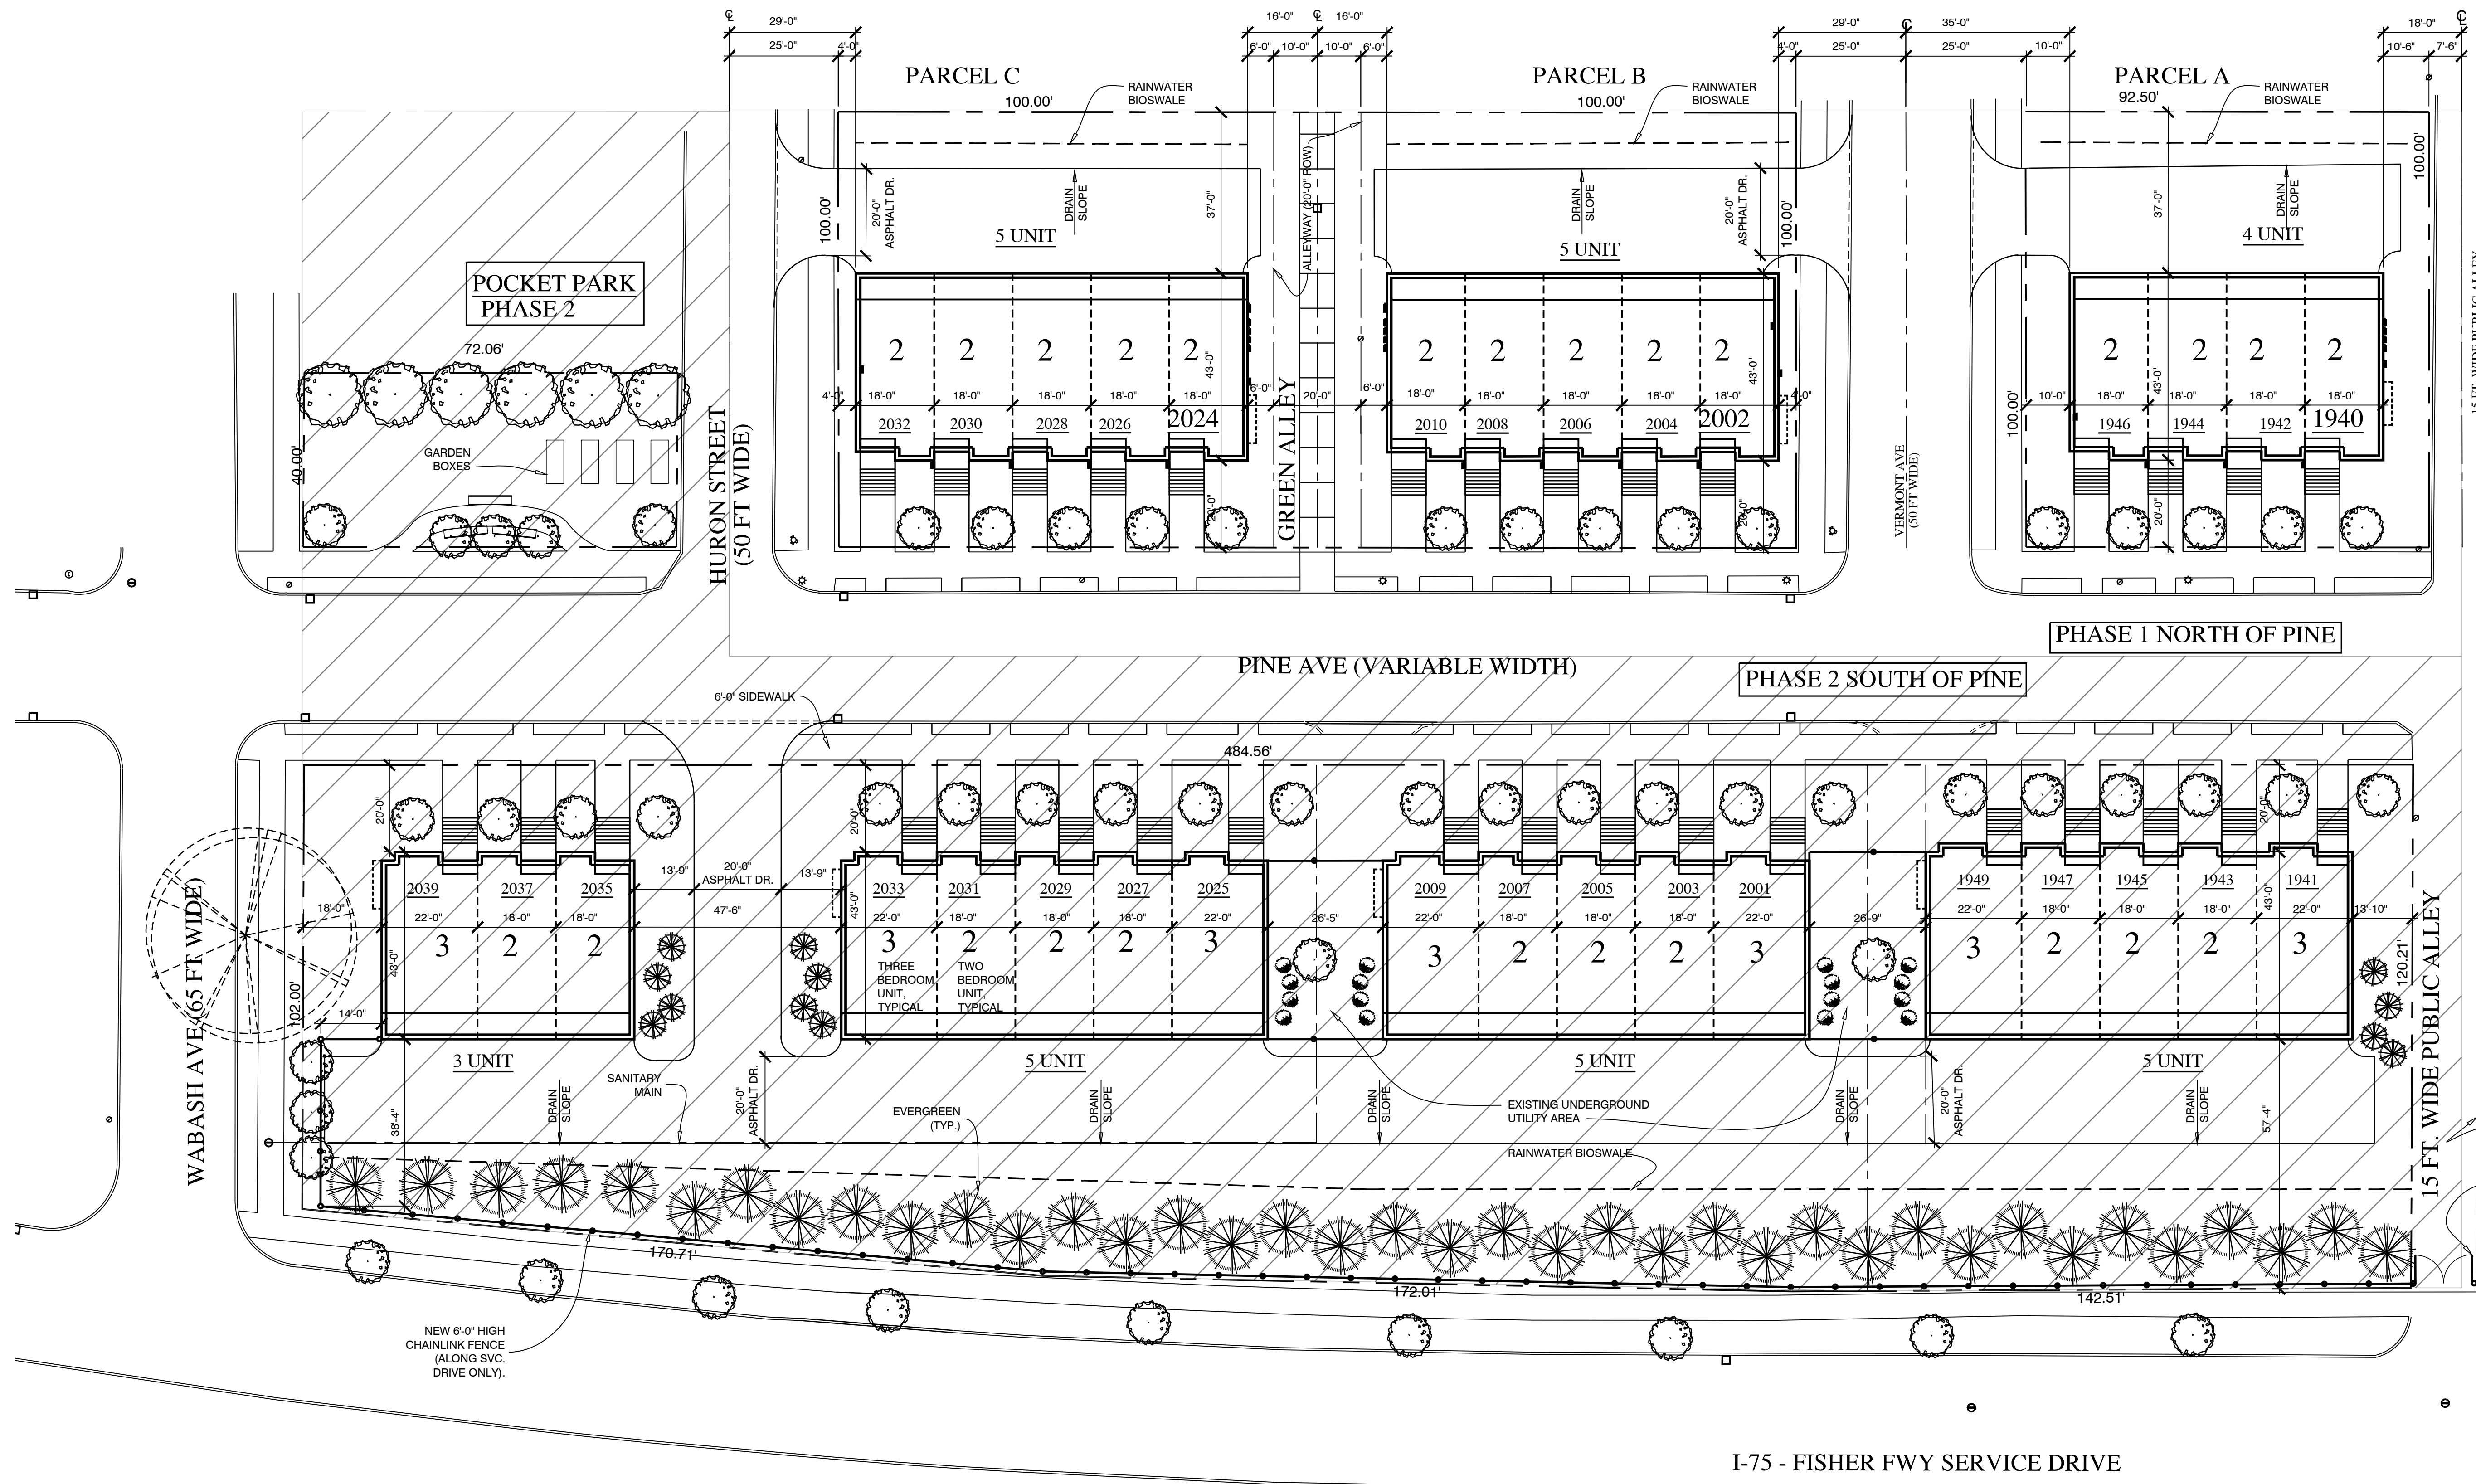 ℄
29'-0"
16'-0"
℄
16'-0"
29'-0"
℄
35'-0"
18'-0"
℄
25'-0"
4'-0"
6'-0"
10'-0"
10'-0"
6'-0"
4'-0"
25'-0"
25'-0"
10'-0"
10'-6"
7'-6"
PARCEL C
100.00'
RAINWATER
BIOSWALE
PARCEL B
100.00'
RAINWATER
BIOSWALE
PARCEL A
92.50'
RAINWATER
BIOSWALE
100.00'
20'-0"
ASPHALT DR.
DRAIN
SLOPE
37'-0"
5 UNIT
ALLEYWAY (20'-0" ROW)
DRAIN
SLOPE
5 UNIT
20'-0"
ASPHALT DR.
100.00'
37'-0"
DRAIN
SLOPE
4 UNIT
100.00'
POCKET PARK
PHASE 2
72.06'
40.00'
GARDEN
BOXES
HURON STREET
(50 FT WIDE)
2
2
2
2
2
43'-0"
4'-0"
18'-0"
18'-0"
18'-0"
18'-0"
18'-0"
6'-0"
20'-0"
6'-0"
2032
2030
2028
2026
2024
20'-0"
GREEN ALLEY
2
2
2
2
2
43'-0"
18'-0"
18'-0"
18'-0"
18'-0"
18'-0"
4'-0"
2010
2008
2006
2004
2002
20'-0"
VERMONT AVE
(50 FT WIDE)
100.00'
2
2
2
2
43'-0"
10'-0"
18'-0"
18'-0"
18'-0"
18'-0"
1946
1944
1942
1940
20'-0"
15 FT. WIDE PUBLIC ALLEY
PHASE 1 NORTH OF PINE
PINE AVE (VARIABLE WIDTH)
PHASE 2 SOUTH OF PINE
6'-0" SIDEWALK
484.56'
20'-0"
20'-0"
20'-0"
WABASH AVE (65 FT WIDE)
102.00'
18'-0"
2039
2037
2035
22'-0"
18'-0"
18'-0"
3
2
2
43'-0"
14'-0"
13'-9"
20'-0"
ASPHALT DR.
13'-9"
47'-6"
43'-0"
2033
2031
2029
2027
2025
22'-0"
18'-0"
18'-0"
18'-0"
22'-0"
3
2
2
2
3
THREE
BEDROOM
UNIT,
TYPICAL
TWO
BEDROOM
UNIT,
TYPICAL
26'-5"
2009
2007
2005
2003
2001
22'-0"
18'-0"
18'-0"
18'-0"
22'-0"
3
2
2
2
3
26'-9"
1949
1947
1945
1943
1941
22'-0"
18'-0"
18'-0"
18'-0"
22'-0"
43'-0"
3
2
2
2
3
13'-10"
120.21'
15 FT. WIDE PUBLIC ALLEY
3 UNIT
5 UNIT
5 UNIT
5 UNIT
38'-4"
DRAIN
SLOPE
SANITARY
MAIN
20'-0"
ASPHALT DR.
EVERGREEN
(TYP.)
DRAIN
SLOPE
DRAIN
SLOPE
EXISTING UNDERGROUND
UTILITY AREA
DRAIN
SLOPE
20'-0"
ASPHALT DR.
DRAIN
SLOPE
57'-4"
RAINWATER BIOSWALE
170.71'
172.01'
142.51'
NEW 6'-0" HIGH
CHAINLINK FENCE
(ALONG SVC.
DRIVE ONLY).
I-75 - FISHER FWY SERVICE DRIVE